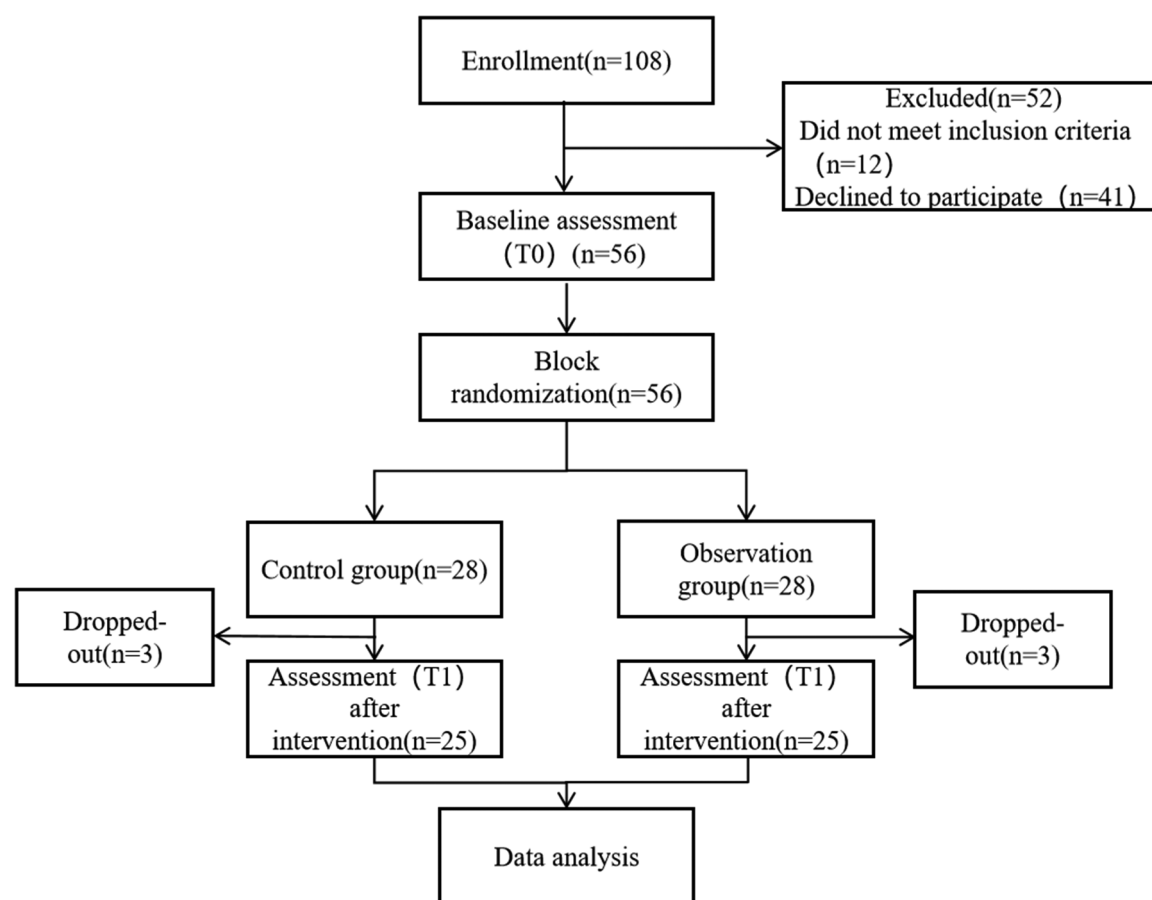 Enrollment(n=108)
Excluded(n=52)
Did not meet inclusion criteria
（n=12)
Declined to participate（n=41）
Baseline assessment
（T0）(n=56)
Block
randomization(n=56)
Control group(n=28)
Observation
group(n=28)
Dropped-
out(n=3)
Dropped-
out(n=3)
Assessment（T1）
after
intervention(n=25)
Assessment（T1）
after
intervention(n=25)
Data analysis